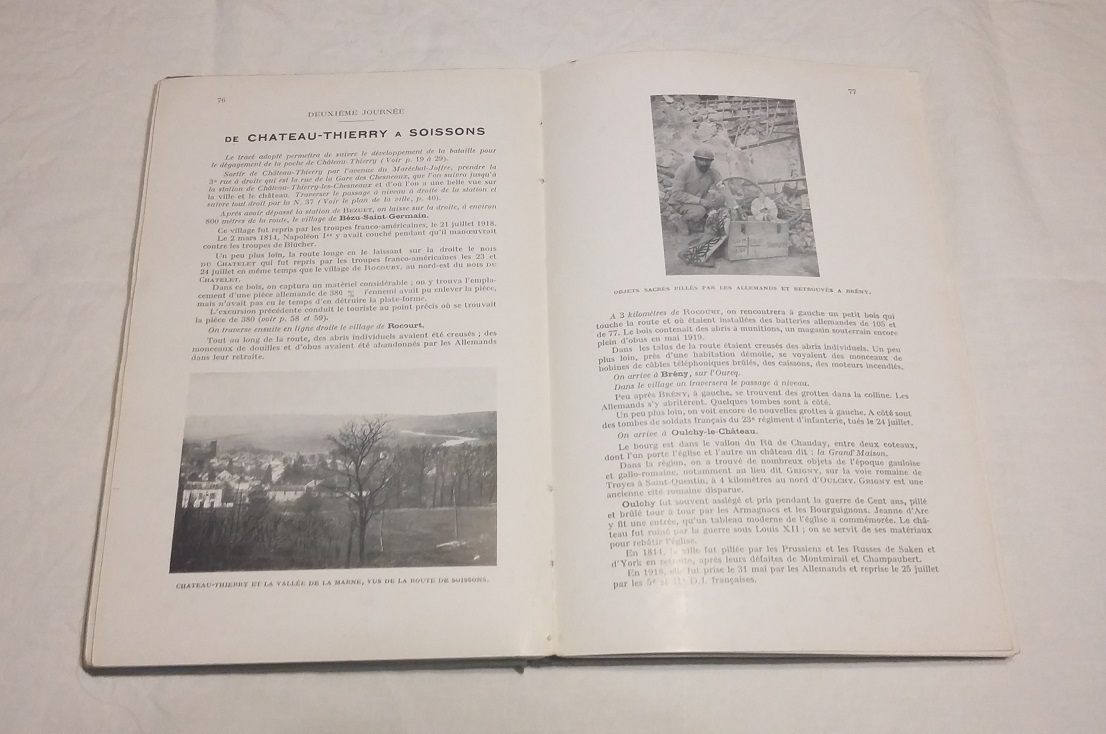 76
DEUXIÈME JOURNÉE
DE CHATEAU-THIERRY A SOISSONS
Le tracé adopté permettra de suivre le développement de la bataille pour
le dégagement de la poche de Château-Thierry (Voir p. 19 à 29).
Sortir de Château-Thierry par l'avenue du Maréchal-Joffre, prendre la
3e rue à droite qui est la rue de la Gare des Chesneaux, que l'on suivra jusqu'à
la station de Château-Thierry-les-Chesneaux et d'où l'on a une belle vue sur
la ville et le château. Traverser le passage à niveau à droite de la station et
suivre tout droit par la N. 37 (Voir le plan de la ville, p. 40).
Après avoir dépassé la station de BEZUET, on laisse sur la droite, à environ
800 mètres de la route, le village de Bézu-Saint-Germain.
Ce village fut repris par les troupes franco-américaines, le 21 juillet 1918.
Le 2 mars 1814, Napoléon Ier y avait couché pendant qu'il manœuvrait
contre les troupes de Blücher.
Un peu plus loin, la route longe en le laissant sur la droite le BOIS
DU CHATELET qui fut repris par les troupes franco-américaines les 23 et
24 juillet en même temps que le village de ROCOURT, au nord-est du BOIS DU
CHATELET.
Dans ce bois, on captura un matériel considérable ; on y trouva l'empla-
cement d'une pièce allemande de 380 l'ennemi avait pu enlever la pièce,
mais n'avait pas eu le temps d'en détruire la plate-forme.
L'excursion précédente conduit le touriste au point précis où se trouvait
la pièce de 380 (voir p. 58 et 59).
On traverse ensuite en ligne droite le village de Rocourt.
Tout au long de la route, des abris individuels avaient été creusés ; des
monceaux de douilles et d'obus avaient été abandonnés par les Allemands
dans leur retraite.
CHATEAU-THIERRY ET LA VALLÉE DE LA MARNE, VUS DE LA ROUTE DE SOISSONS.
77
OBJETS SACRÉS PILLÉS PAR LES ALLEMANDS ET RETROUVÉS A BRÉNY.
A 3 kilomètres de ROCOURT, on rencontrera à gauche un petit bois qui
touche la route et où étaient installées des batteries allemandes de 105 et
de 77. Le bois contenait des abris à munitions, un magasin souterrain encore
plein d'obus en mai 1919.
Dans les talus de la route étaient creusés des abris individuels. Un peu
plus loin, près d'une habitation démolie, se voyaient des monceaux de
bobines de câbles téléphoniques brûlés, des caissons, des moteurs incendiés.
On arrive à Brény, sur l'Ourcq.
Dans le village on traversera le passage à niveau.
Peu après BRÉNY, à gauche, se trouvent des grottes dans la colline. Les
Allemands s'y abritèrent. Quelques tombes sont à côté.
Un peu plus loin, on voit encore de nouvelles grottes à gauche. A côté sont
des tombes de soldats français du 23e régiment d'infanterie, tués le 24 juillet.
On arrive à Oulchy-le-Château.
Le bourg est dans le vallon du Rû de Chauday, entre deux coteaux,
dont l'un porte l'église et l'autre un château dit : la Grand'Maison.
Dans la région, on a trouvé de nombreux objets de l'époque gauloise
et gallo-romaine, notamment au lieu dit GRIGNY, sur la voie romaine de
Troyes à Saint-Quentin, à 4 kilomètres au nord d'OULCHY. GRIGNY est une
ancienne cité romaine disparue.
Oulchy fut souvent assiégé et pris pendant la guerre de Cent ans, pillé
et brûlé tour à tour par les Armagnacs et les Bourguignons. Jeanne d'Arc
y fit une entrée, qu'un tableau moderne de l'église a commémorée. Le châ-
teau fut ruiné par la guerre sous Louis XII ; on se servit de ses matériaux
pour rebâtir l'église.
En 1814, la ville fut pillée par les Prussiens et les Russes de Saken et
d'York en retraite, après leurs défaites de Montmirail et Champaubert.
En 1918, elle fut prise le 31 mai par les Allemands et reprise le 25 juillet
par les D.I. françaises.